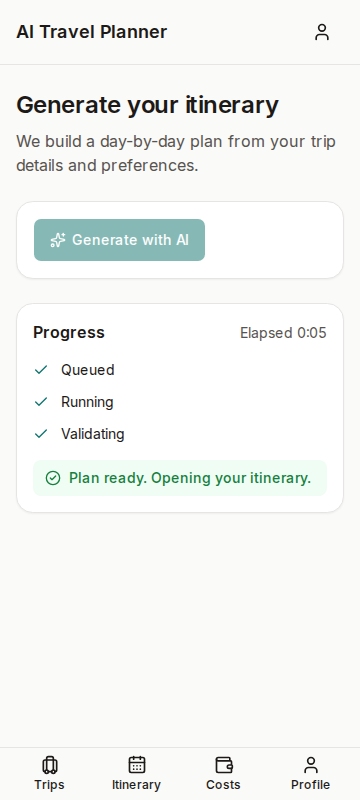 AI Travel Planner
Generate your itinerary
We build a day-by-day plan from your trip
details and preferences.
Generate with AI
Progress
Elapsed 0:05
Queued
Running
Validating
Plan ready. Opening your itinerary.
Trips
Itinerary
Costs
Profile